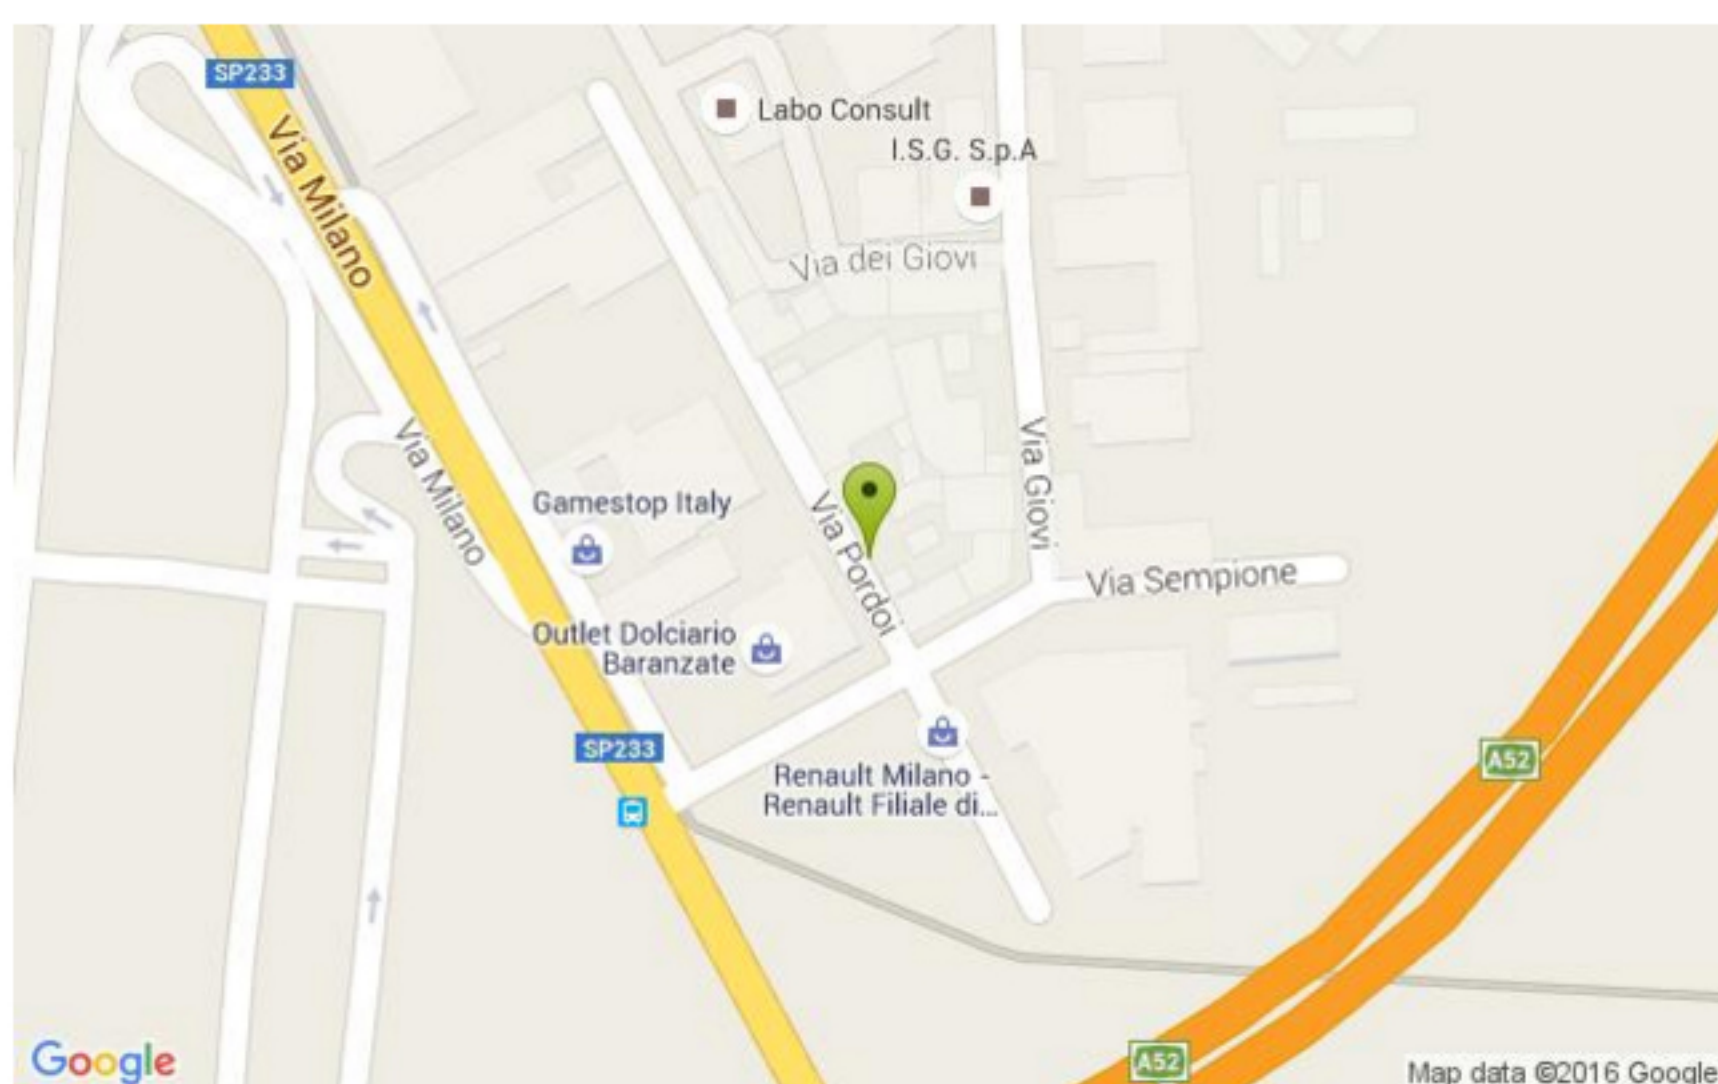 SP233
Labo Consult
I.S.G. S.p.A
Via Milano
Via dei Giovi
Via Milano
Via Giovi
Gamestop Italy
Via Pordoi
Via Sempione
Outlet Dolciario
Baranzate
SP233
Renault Milano -
Renault Filiale di...
A52
A52
Google
Map data ©2016 Google